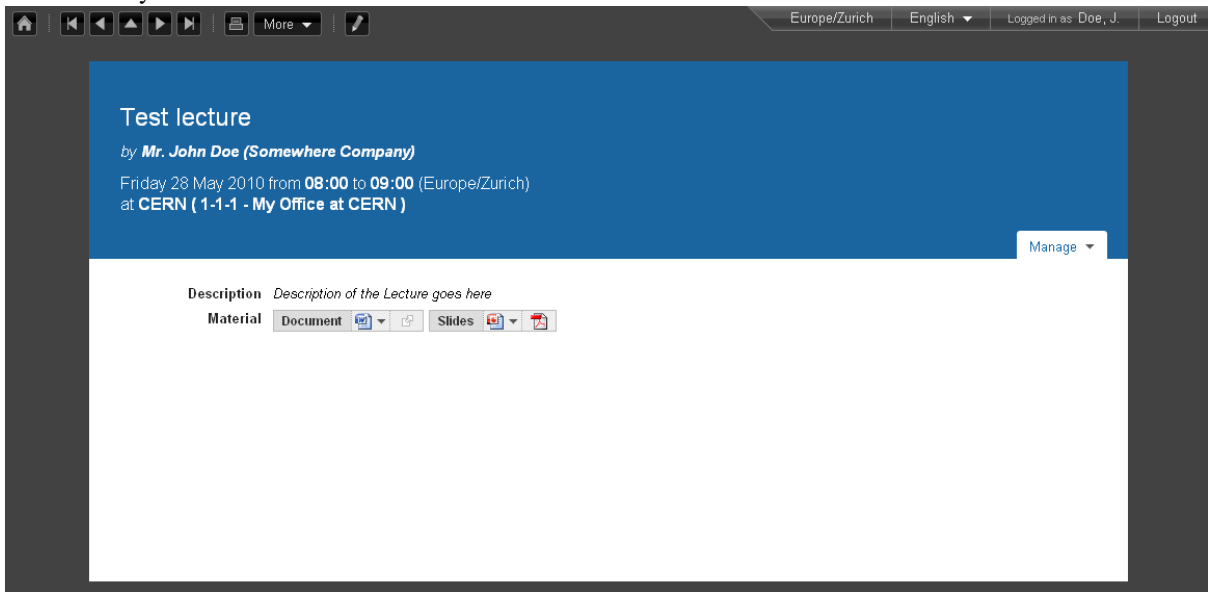 More
Europe/Zurich English Logged in as Doe, J. Logout
Test lecture
by Mr. John Doe (Somewhere Company)
Friday 28 May 2010 from 08:00 to 09:00 (Europe/Zurich)
at CERN ( 1-1-1 - My Office at CERN )
Manage
Description Description of the Lecture goes here
Material Document Slides